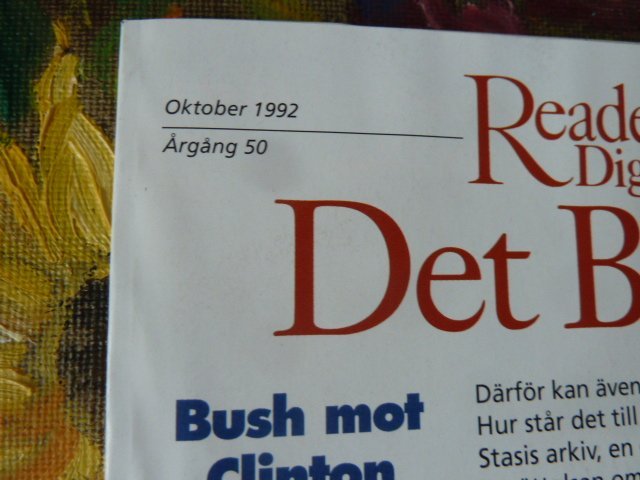 Oktober 1992
Årgång 50
Reade
Dig
Det B
Bush mot
Clinton
Därför kan även
Hur står det till
Stasis arkiv, en